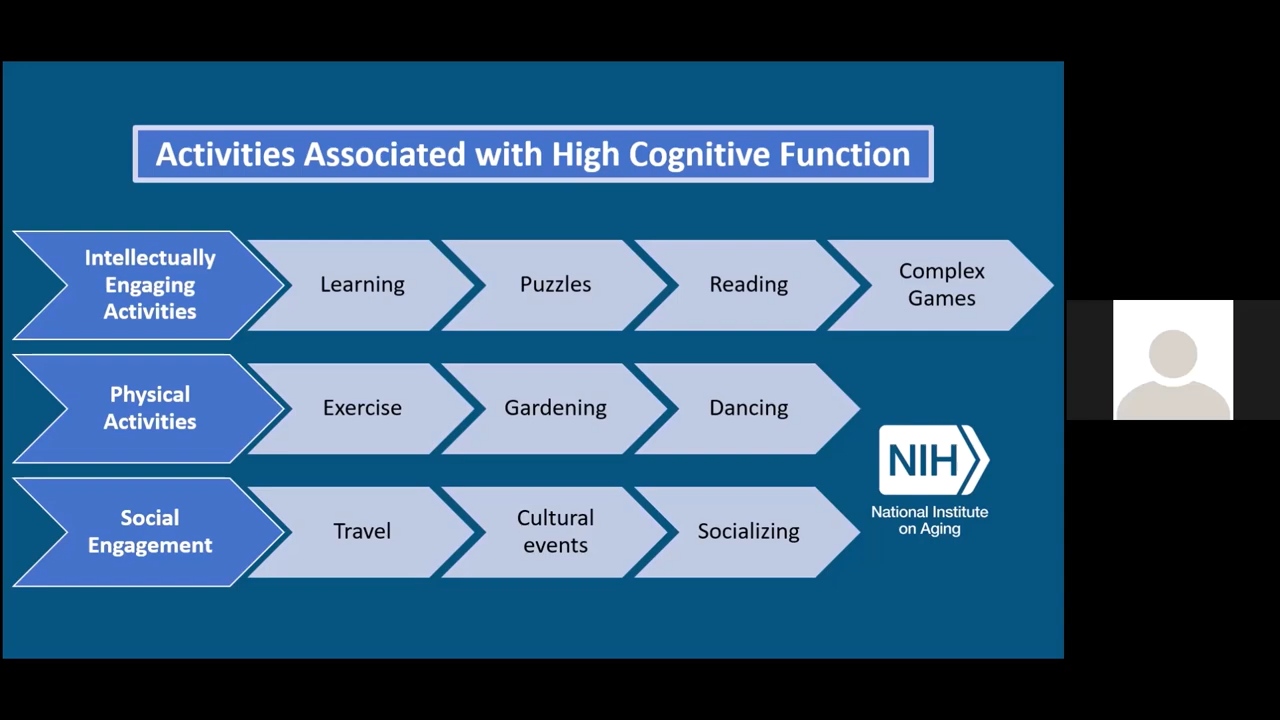 Activities Associated with High Cognitive Function
Intellectually
Engaging
Activities
Learning
Puzzles
Reading
Complex
Games
Physical
Activities
Exercise
Gardening
Dancing
Social
Engagement
Travel
Cultural
events
Socializing
NIH
National Institute
on Aging